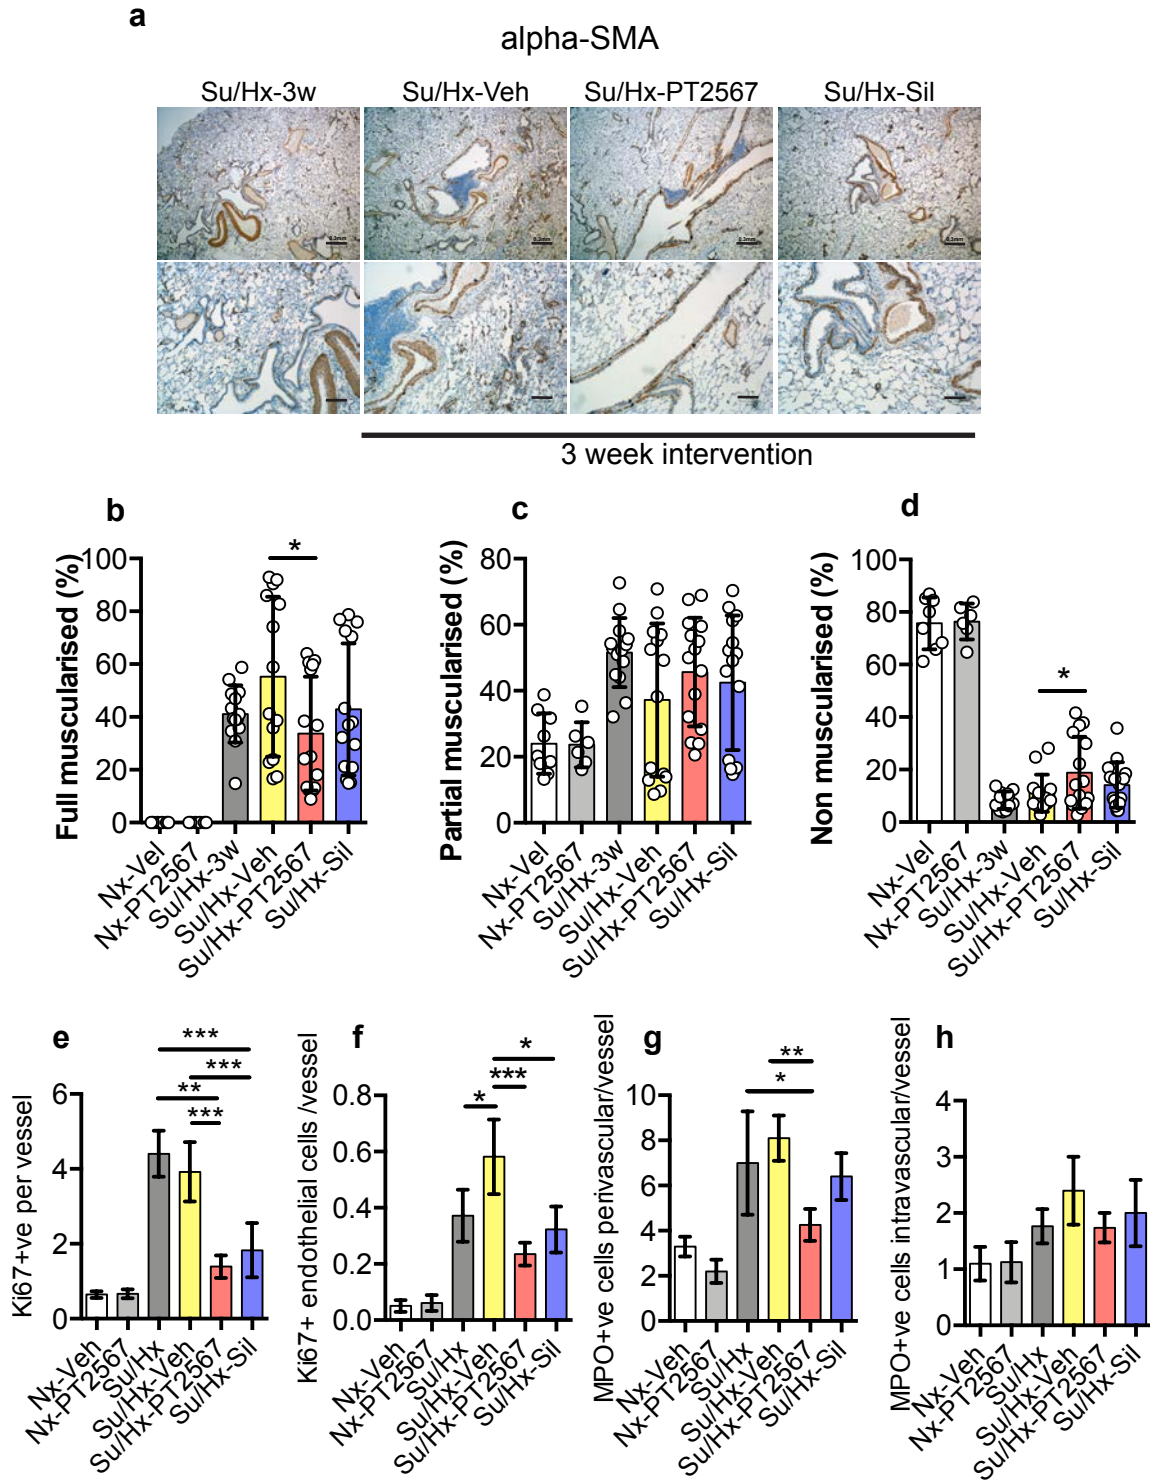 a
alpha-SMA
Su/Hx-3w Su/Hx-Veh Su/Hx-PT2567 Su/Hx-Sil
0.3mm 0.3mm 0.3mm 0.3mm
3 week intervention
b
Full muscularised (%)
100
80
60
40
20
0
*
Nx-Vel
Nx-PT2567
Su/Hx-3w
Su/Hx-Veh
Su/Hx-PT2567
Su/Hx-Sil
c
Partial muscularised (%)
80
60
40
20
0
Nx-Vel
Nx-PT2567
Su/Hx-3w
Su/Hx-Veh
Su/Hx-PT2567
Su/Hx-Sil
d
Non muscularised (%)
100
80
60
40
20
0
*
Nx-Vel
Nx-PT2567
Su/Hx-3w
Su/Hx-Veh
Su/Hx-PT2567
Su/Hx-Sil
e
Ki67+ve per vessel
6
4
2
0
***
***
**
***
Nx-Veh
Nx-PT2567
Su/Hx
Su/Hx-Veh
Su/Hx-PT2567
Su/Hx-Sil
f
Ki67+ endothelial cells /vessel
0.8
0.6
0.4
0.2
0.0
*
***
*
Nx-Veh
Nx-PT2567
Su/Hx
Su/Hx-Veh
Su/Hx-PT2567
Su/Hx-Sil
g
MPO+ve cells perivascular/vessel
10
8
6
4
2
0
**
*
Nx-Veh
Nx-PT2567
Su/Hx
Su/Hx-Veh
Su/Hx-PT2567
Su/Hx-Sil
h
MPO+ve cells intravascular/vessel
4
3
2
1
0
Nx-Veh
Nx-PT2567
Su/Hx
Su/Hx-Veh
Su/Hx-PT2567
Su/Hx-Sil